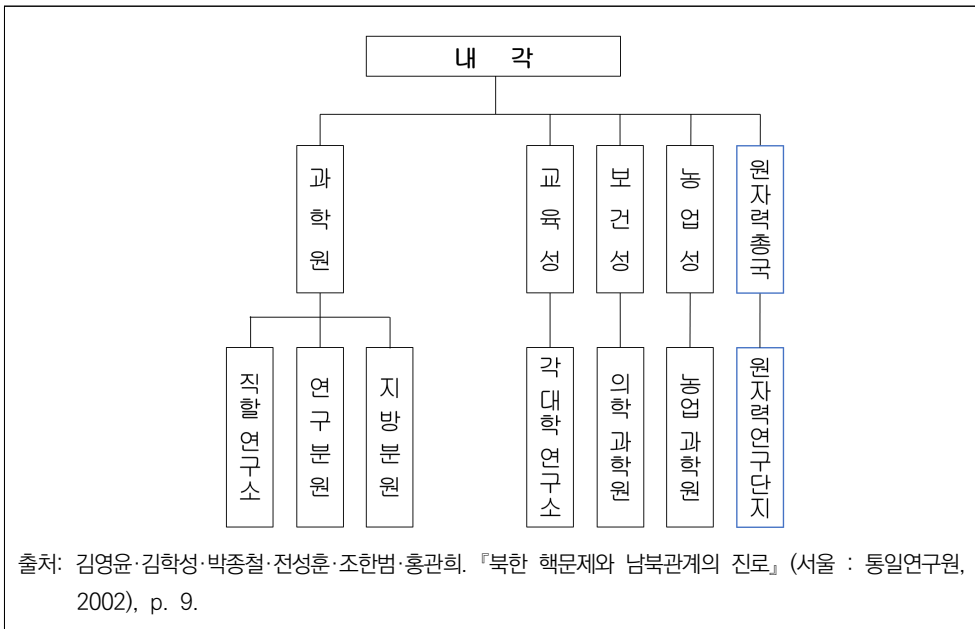 내 각
과학원
교육성
보건성
농업성
원자력총국
직할 연구소
연구분원
지방분원
각 대학 연구소
의학 과학원
농업 과학원
원자력연구단지
출처: 김영윤·김학성·박종철·전성훈·조한범·홍관희. 『북한 핵문제와 남북관계의 진로』 (서울 : 통일연구원,
2002), p. 9.